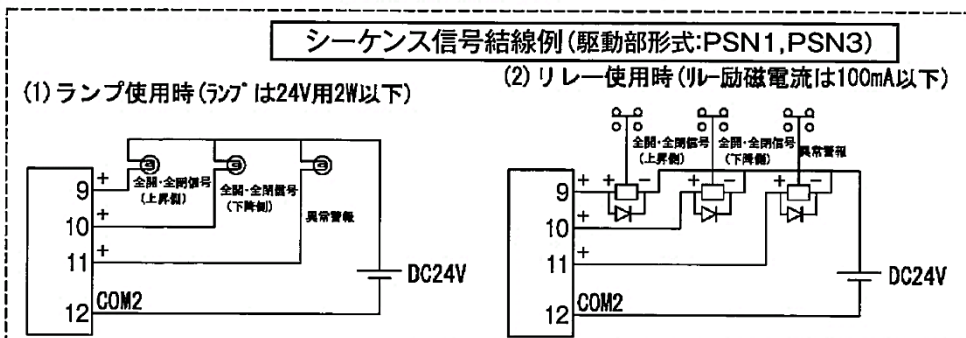 シーケンス信号結線例(駆動部形式:PSN1,PSN3)
(1) ランプ使用時(ランプは24V用2W以下)
全開・全閉信号
(上昇側)
全開・全閉信号
(下降側)
異常警報
9
+
10
+
11
+
12
COM2
DC24V
(2) リレー使用時(リレー励磁電流は100mA以下)
全開・全閉信号
(上昇側)
全開・全閉信号
(下降側)
異常警報
9
+
+
-
+
-
+
-
10
+
11
+
12
COM2
DC24V